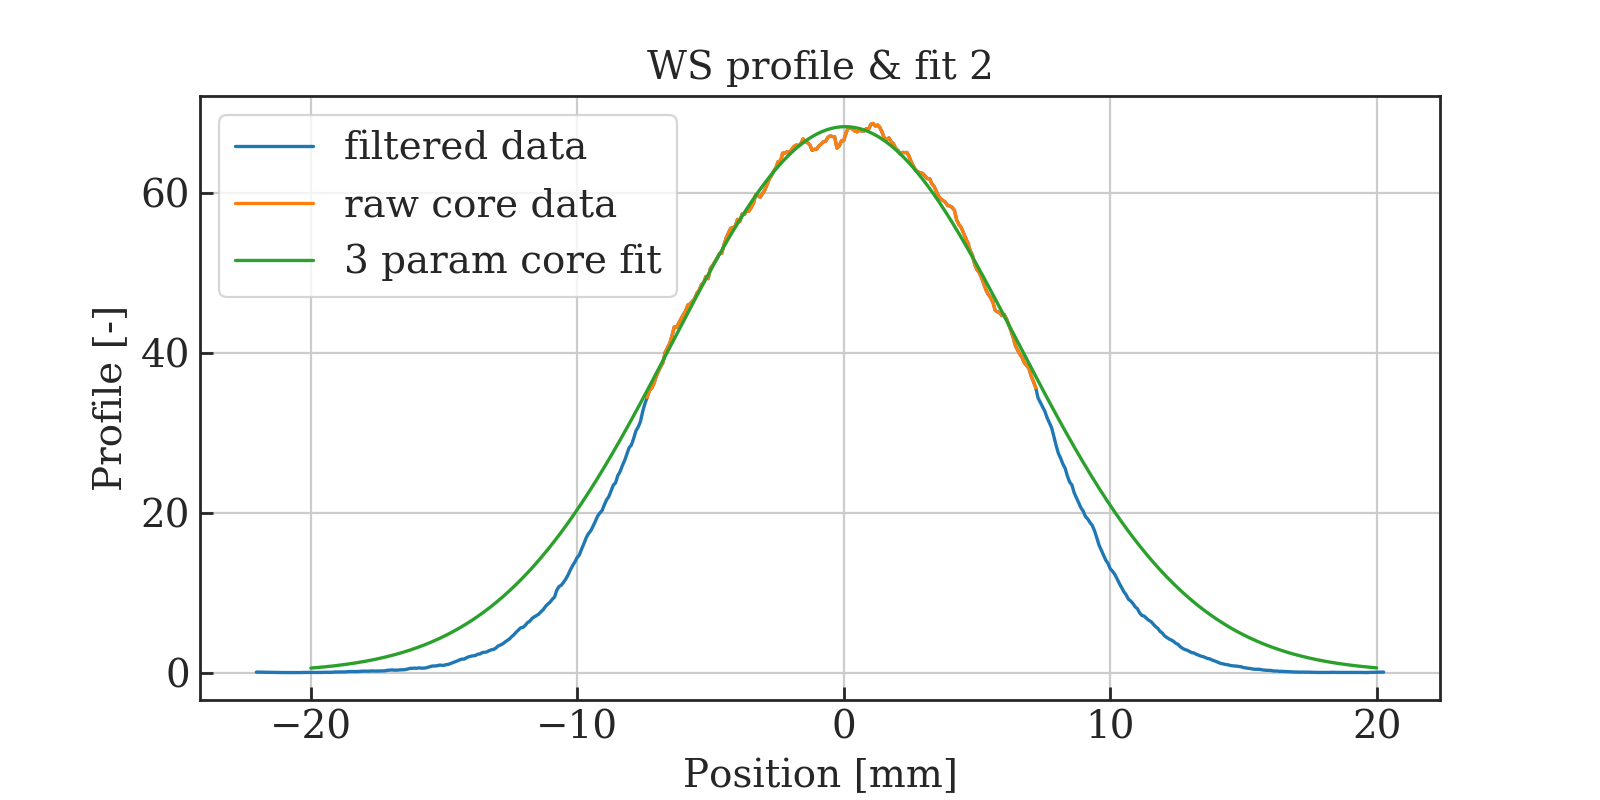 WS profile & fit 2
filtered data
raw core data
3 param core fit
60
40
20
0
Profile [-]
−20 −10 0 10 20
Position [mm]